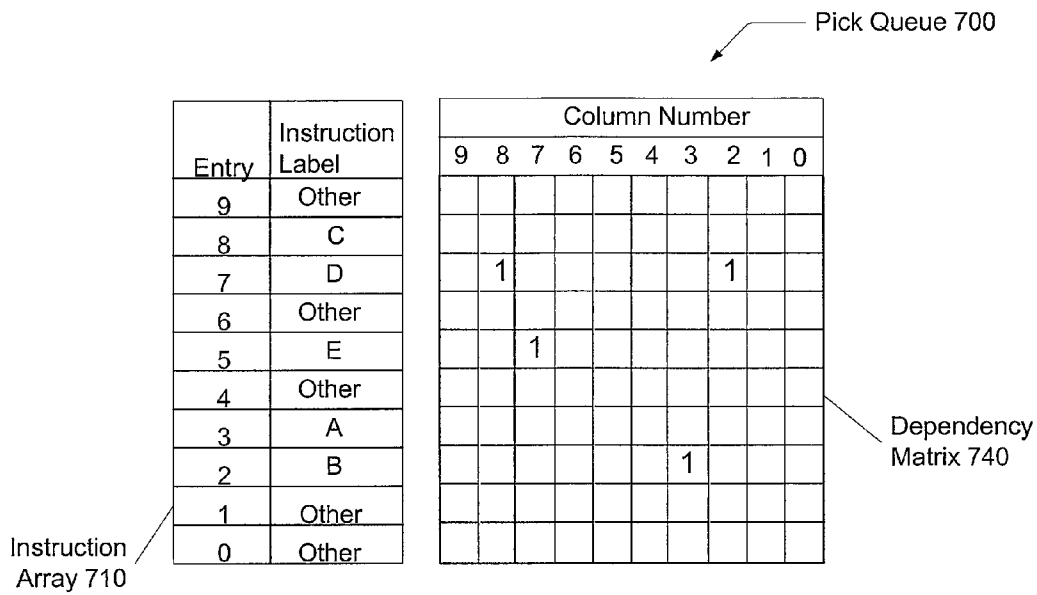 Pick Queue 700
Entry Instruction Label
Column Number
9 8 7 6 5 4 3 2 1 0
9 Other
8 C
7 D 1 1
6 Other
5 E 1
4 Other
3 A
2 B 1
1 Other
0 Other
Dependency
Matrix 740
Instruction
Array 710